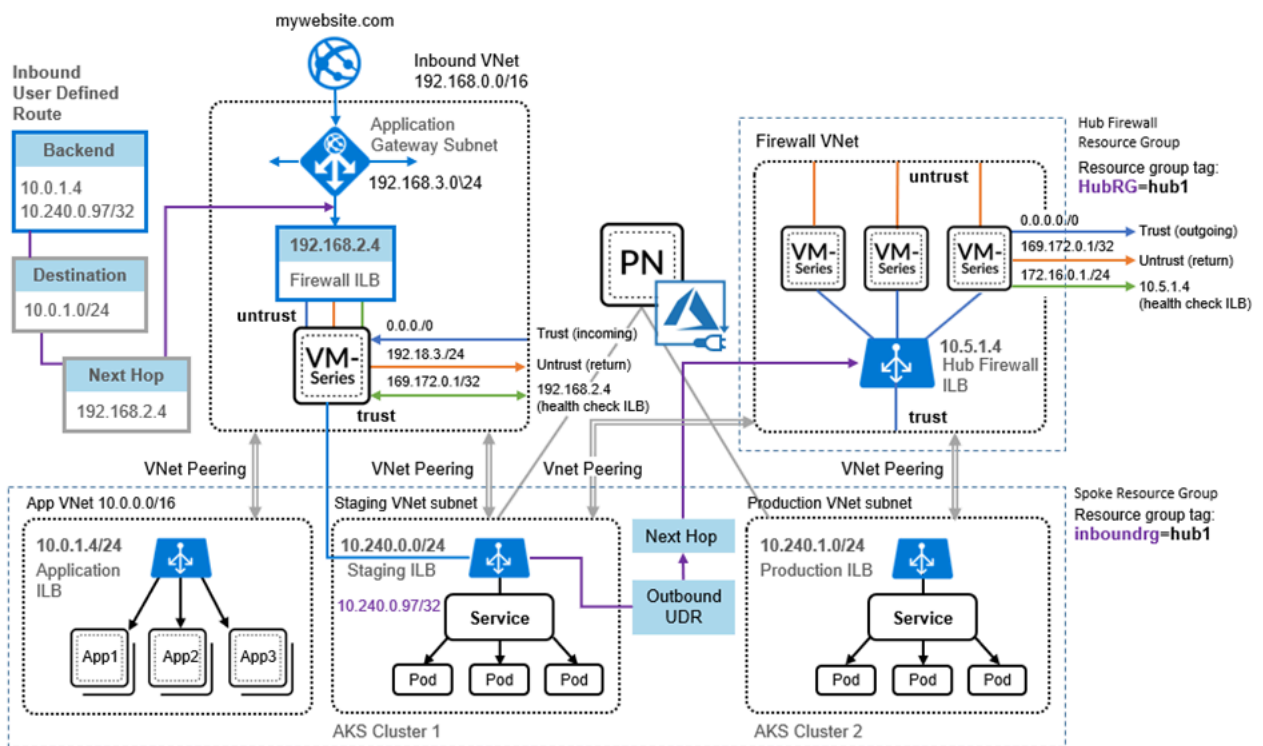 mywebsite.com
Inbound VNet
192.168.0.0/16
Inbound
User Defined
Route
Backend
10.0.1.4
10.240.0.97/32
Destination
10.0.1.0/24
Next Hop
192.168.2.4
Application
Gateway Subnet
192.168.3.0\24
192.168.2.4
Firewall ILB
untrust
VM-
Series
trust
0.0.0./0
192.18.3./24
169.172.0.1/32
Trust (incoming)
Untrust (return)
192.168.2.4
(health check ILB)
PN
Firewall VNet
untrust
VM-
Series
VM-
Series
VM-
Series
0.0.0.0./0
169.172.0.1/32
172.16.0.1./24
Trust (outgoing)
Untrust (return)
10.5.1.4
(health check ILB)
10.5.1.4
Hub Firewall
ILB
trust
Hub Firewall
Resource Group
Resource group tag:
HubRG=hub1
VNet Peering
VNet Peering
Vnet Peering
VNet Peering
App VNet 10.0.0.0/16
10.0.1.4/24
Application
ILB
App1
App2
App3
Staging VNet subnet
10.240.0.0/24
Staging ILB
10.240.0.97/32
Service
Pod
Pod
Pod
AKS Cluster 1
Next Hop
Outbound
UDR
Production VNet subnet
10.240.1.0/24
Production ILB
Service
Pod
Pod
Pod
AKS Cluster 2
Spoke Resource Group
Resource group tag:
inboundrg=hub1